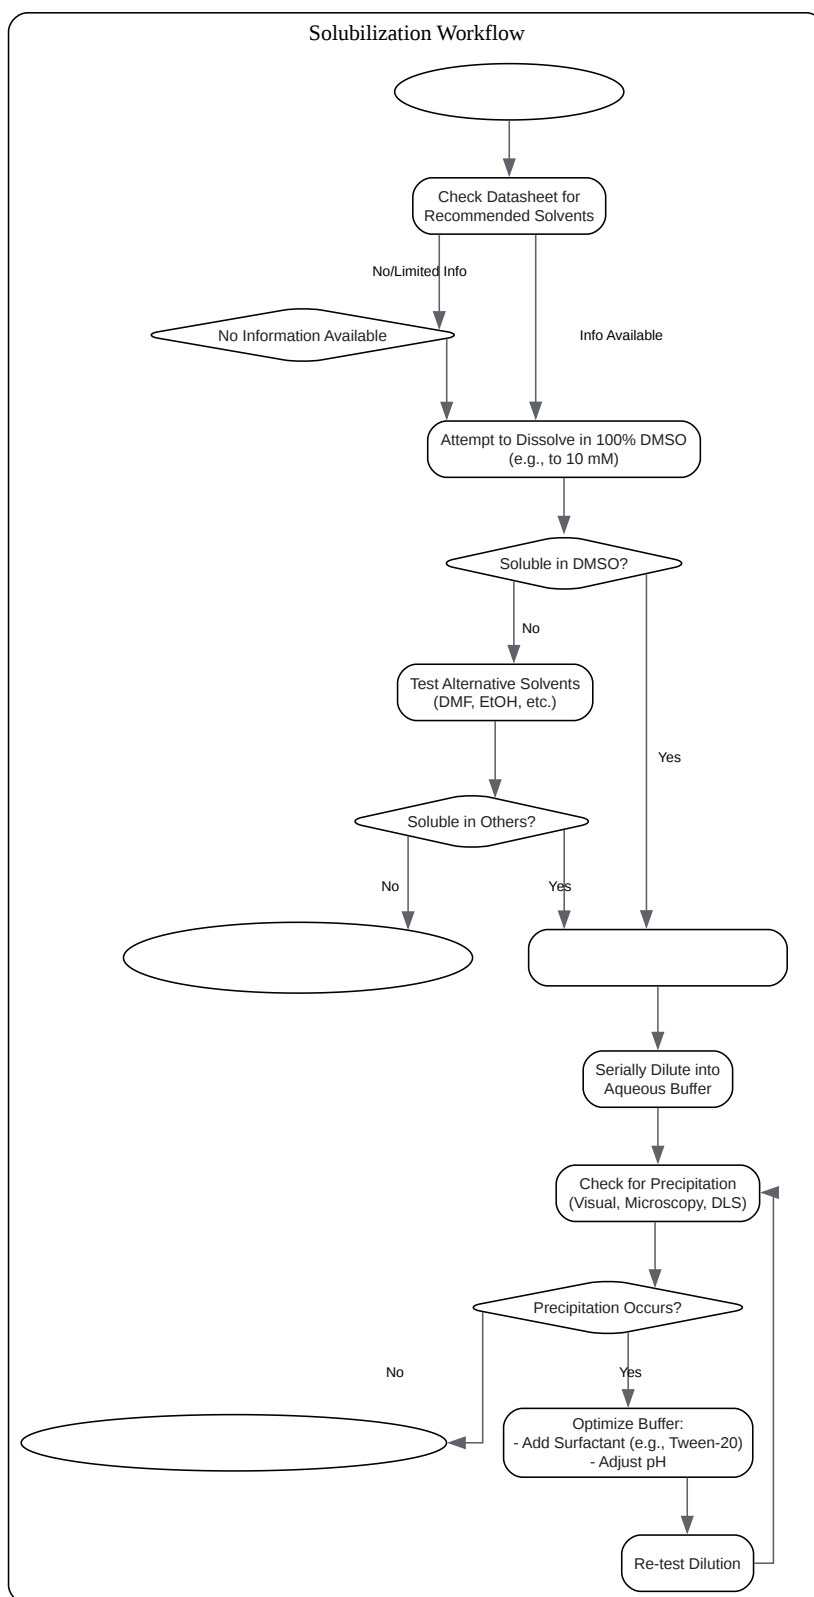 Solubilization Workflow
Check Datasheet for
Recommended Solvents
No/Limited Info
No Information Available
Info Available
Attempt to Dissolve in 100% DMSO
(e.g., to 10 mM)
Soluble in DMSO?
No
Test Alternative Solvents
(DMF, EtOH, etc.)
Yes
Soluble in Others?
No
Yes
Serially Dilute into
Aqueous Buffer
Check for Precipitation
(Visual, Microscopy, DLS)
Precipitation Occurs?
No
Yes
Optimize Buffer:
- Add Surfactant (e.g., Tween-20)
- Adjust pH
Re-test Dilution